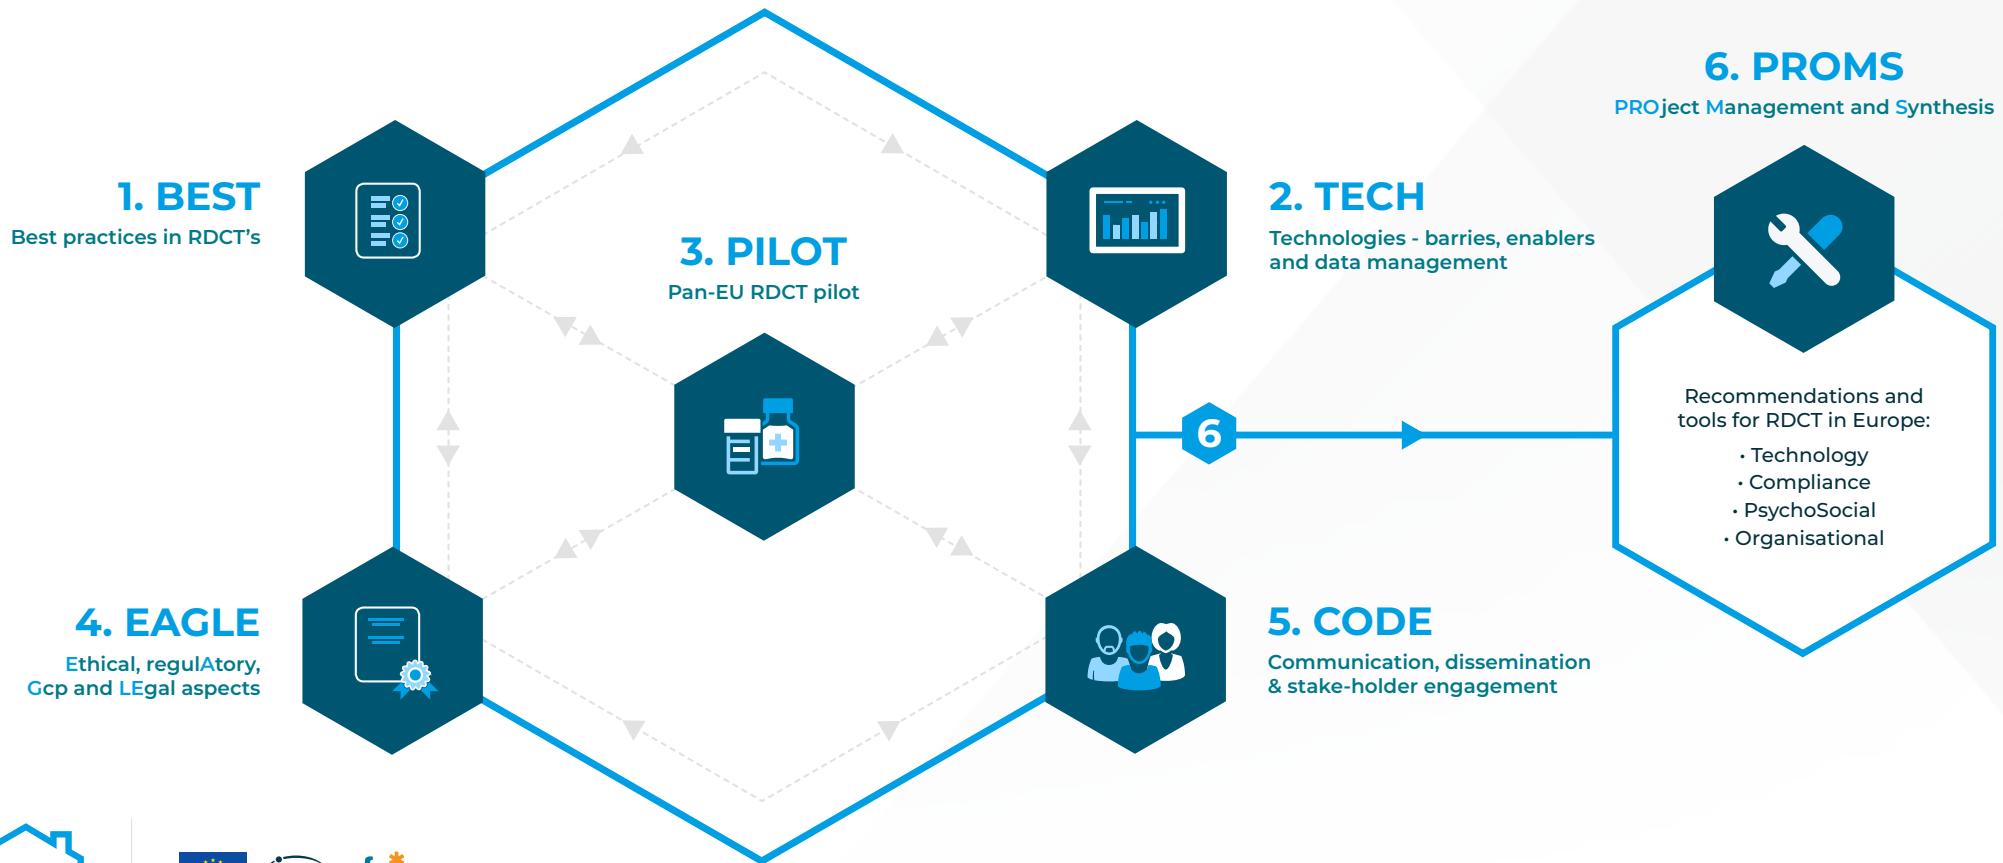 1. BEST
Best practices in RDCT's
2. TECH
Technologies - barries, enablers
and data management
3. PILOT
Pan-EU RDCT pilot
4. EAGLE
Ethical, regulAtory,
Gcp and LEgal aspects
5. CODE
Communication, dissemination
& stake-holder engagement
6
6. PROMS
PROject Management and Synthesis
Recommendations and
tools for RDCT in Europe:
• Technology
• Compliance
• PsychoSocial
• Organisational